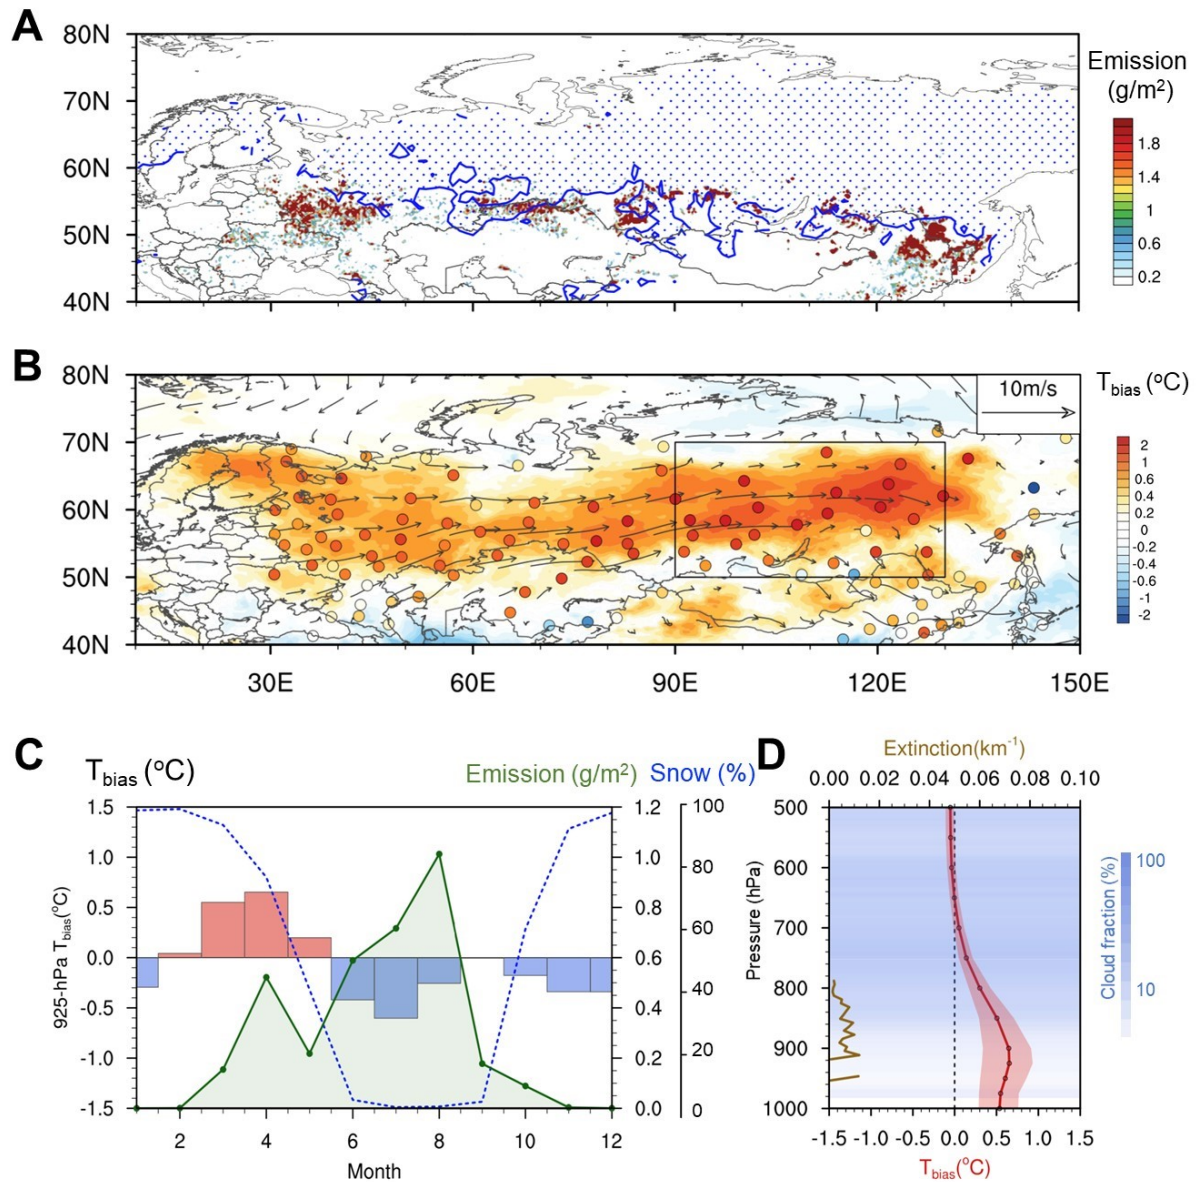 A
80N
70N
60N
50N
40N
Emission
(g/m²)
1.8
1.4
1
0.6
0.2
B
80N
70N
60N
50N
40N
10m/s
30E
60E
90E
120E
150E
Tbias (°C)
2
1
0.6
0.4
0.2
0
-0.2
-0.4
-0.6
-1
-2
C
Tbias (°C)
Emission (g/m²)
Snow (%)
925-hPa Tbias(°C)
1.5
1.0
0.5
0.0
-0.5
-1.0
-1.5
1.2
1.0
0.8
0.6
0.4
0.2
0.0
100
80
60
40
20
0
2
4
6
8
10
12
Month
D
Extinction(km⁻¹)
0.00
0.02
0.04
0.06
0.08
0.10
Pressure (hPa)
500
600
700
800
900
1000
-1.5
-1.0
-0.5
0.0
0.5
1.0
1.5
Tbias(°C)
Cloud fraction (%)
100
10